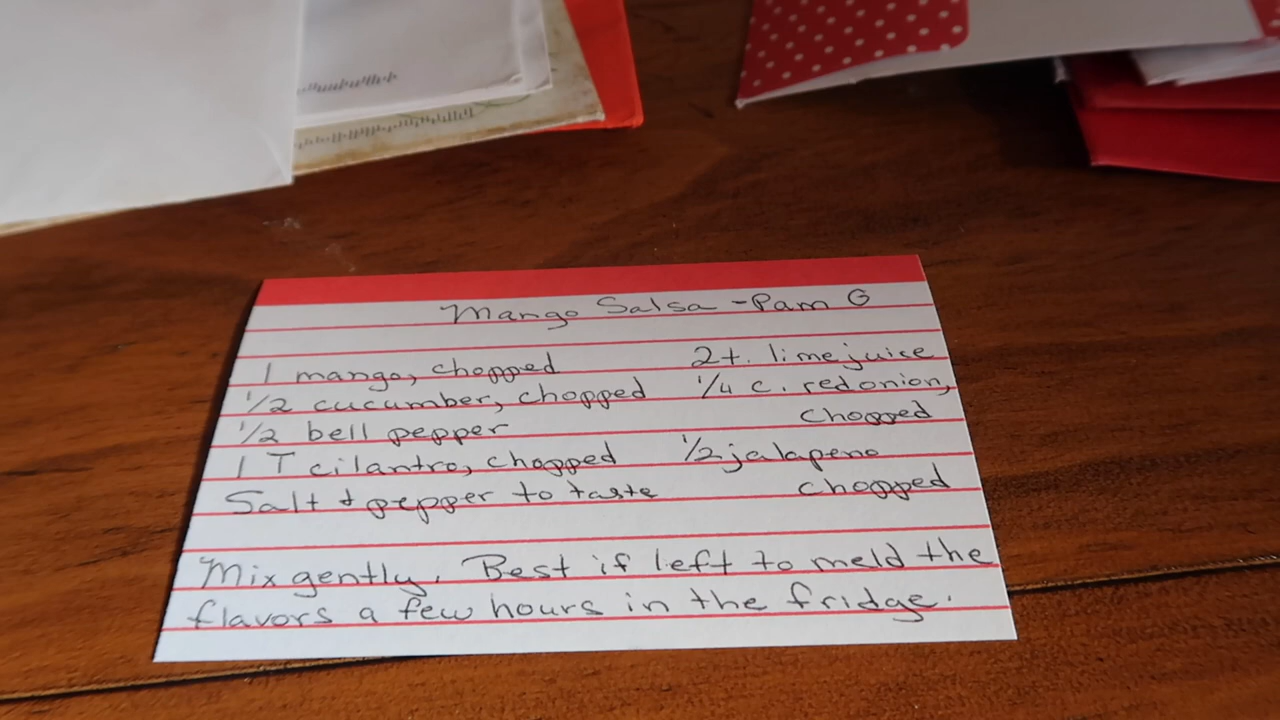 Mango Salsa - Pam G
1 mango, chopped
1/2 cucumber, chopped
1/2 bell pepper
1 T cilantro, chopped
Salt & pepper to taste
2 t. lime juice
1/4 c. red onion,
chopped
1/2 jalapeno
chopped
Mix gently. Best if left to meld the
flavors a few hours in the fridge.